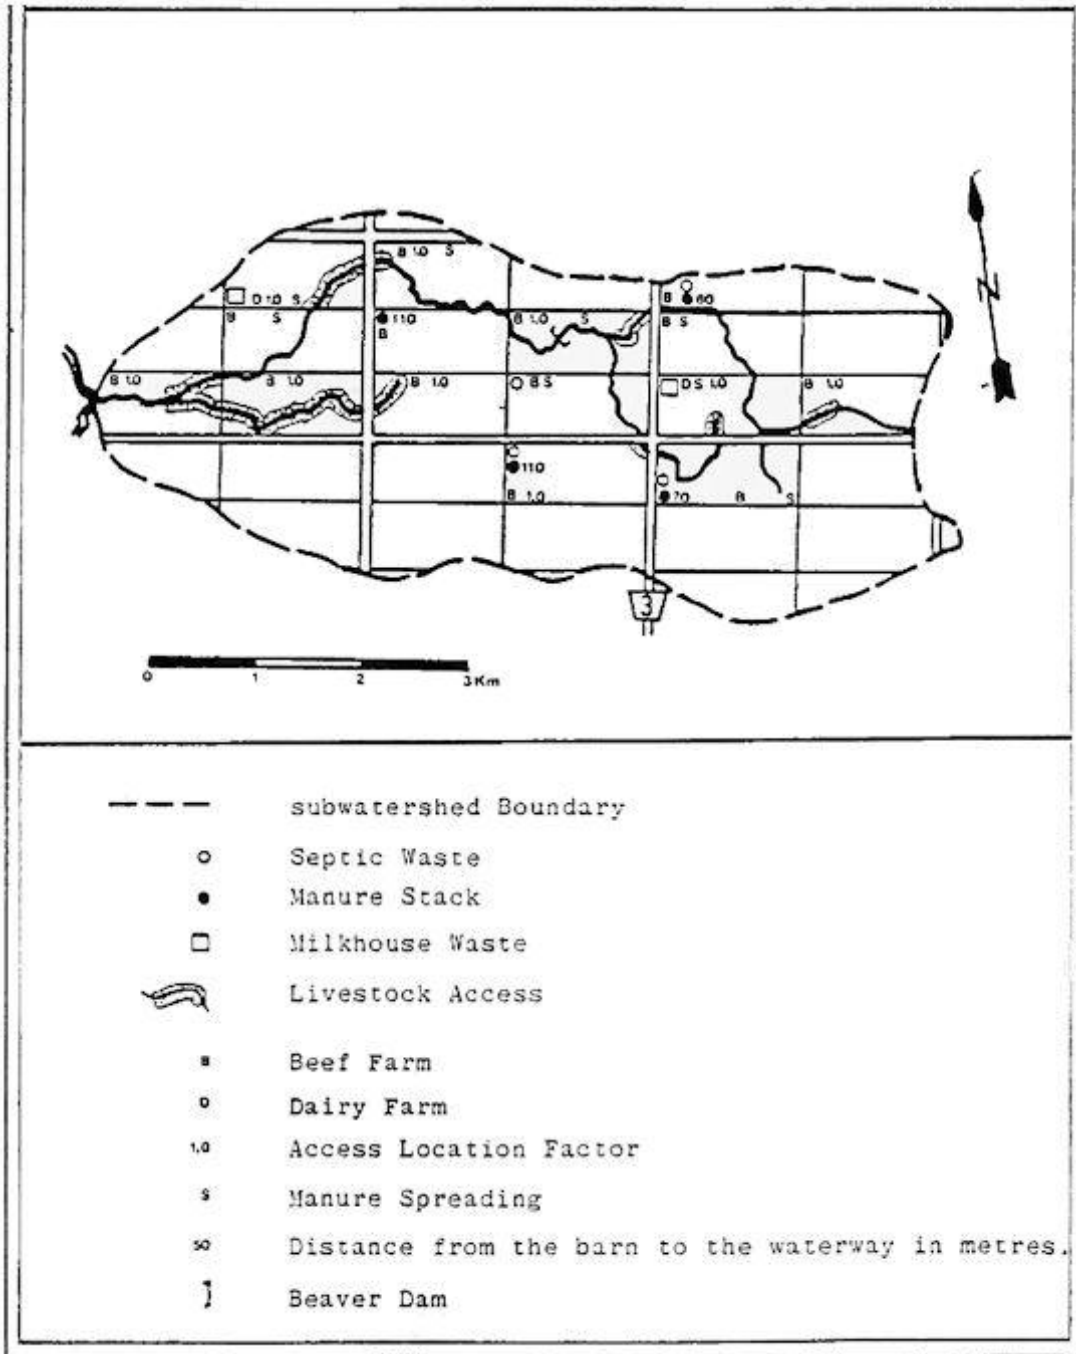 B 1.0 S
D 1.0 S
B S
110
B
B 1.0 S
B 60
B S
B 1.0
B 1.0
B 1.0
B S
D S 1.0
B 1.0
110
B 1.0
70 B S
N
3
0 1 2 3 Km
subwatershed Boundary
Septic Waste
Manure Stack
Milkhouse Waste
Livestock Access
B Beef Farm
D Dairy Farm
1.0 Access Location Factor
S Manure Spreading
50 Distance from the barn to the waterway in metres.
Beaver Dam